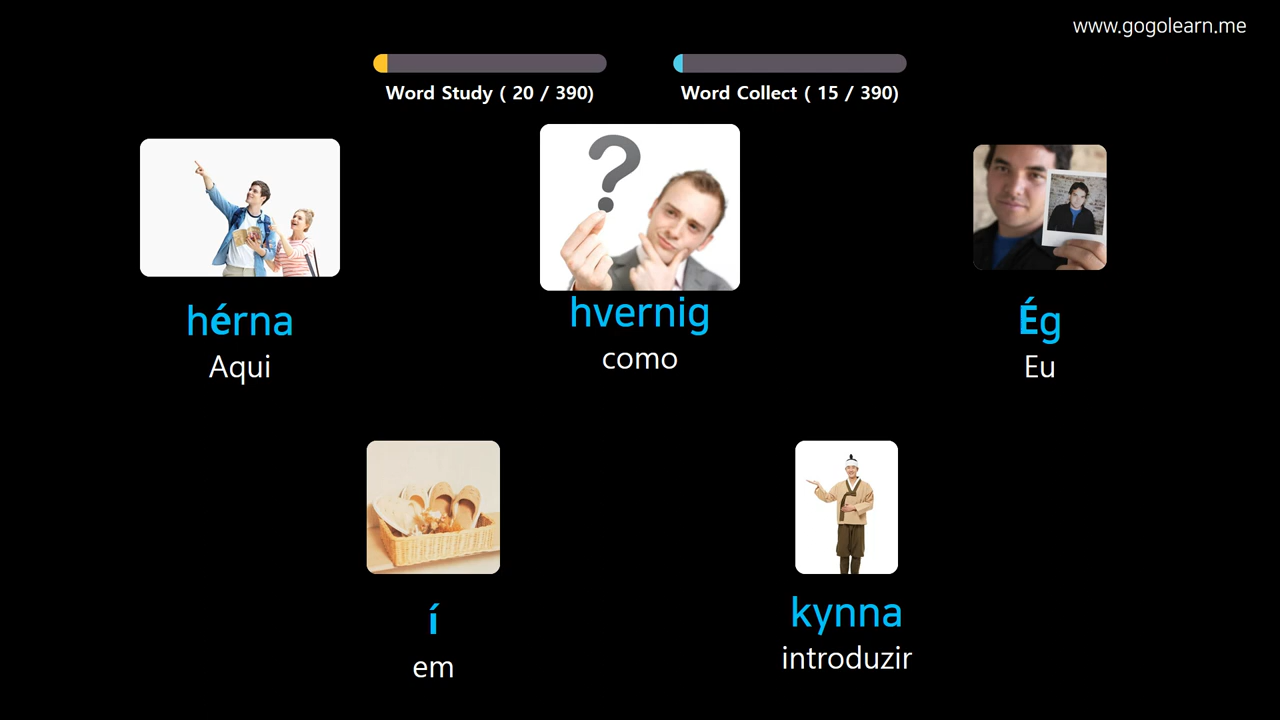 www.gogolearn.me
Word Study ( 20 / 390)
Word Collect ( 15 / 390)
hérna
Aqui
hvernig
como
Ég
Eu
í
em
kynna
introduzir